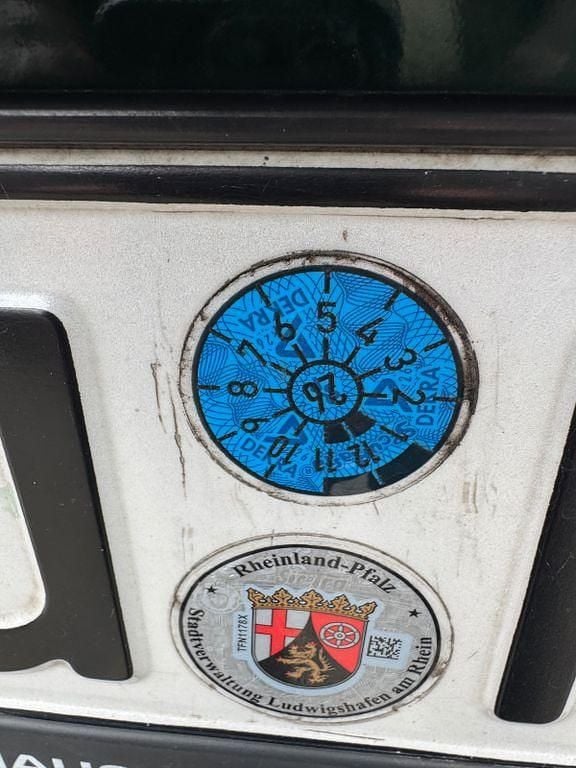 5
4
3
2
12
11
10
9
8
7
6
26
DEKRA
DEKRA
DEKRA
Rheinland-Pfalz
TFN1178X
Stadtverwaltung Ludwigshafen am Rhein